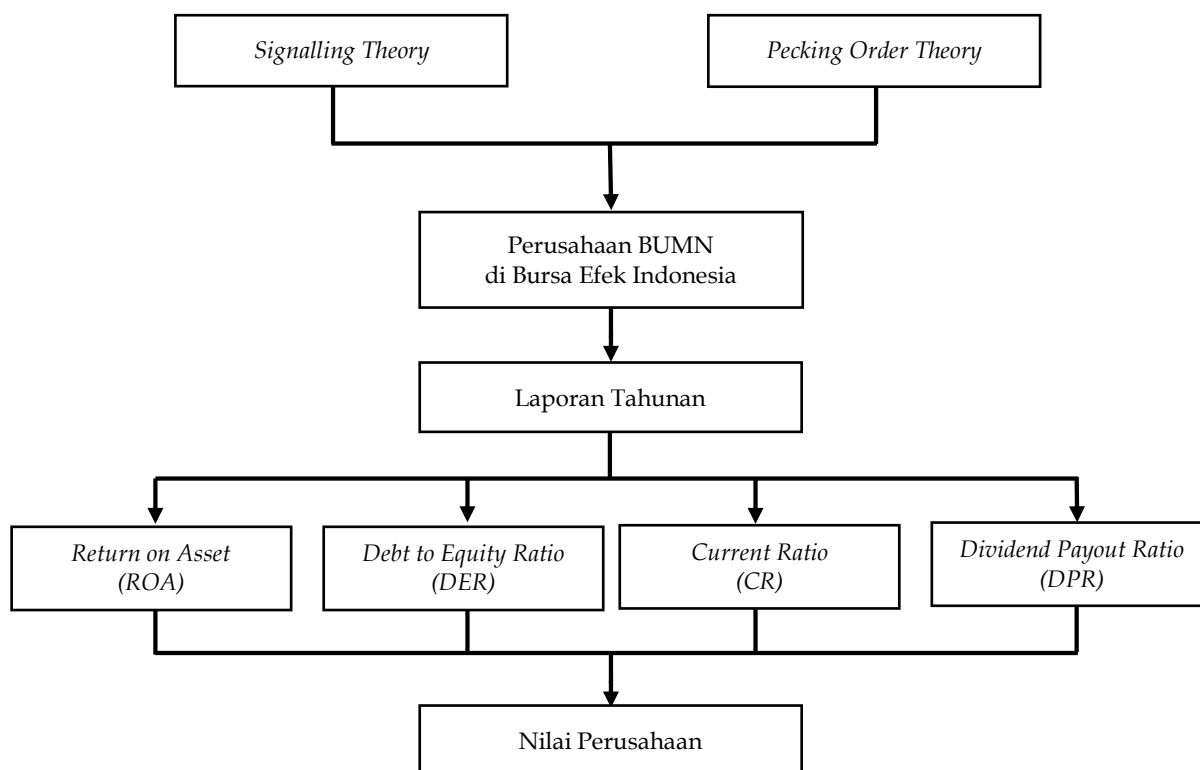 Signalling Theory
Pecking Order Theory
Perusahaan BUMN
di Bursa Efek Indonesia
Laporan Tahunan
Return on Asset
(ROA)
Debt to Equity Ratio
(DER)
Current Ratio
(CR)
Dividend Payout Ratio
(DPR)
Nilai Perusahaan